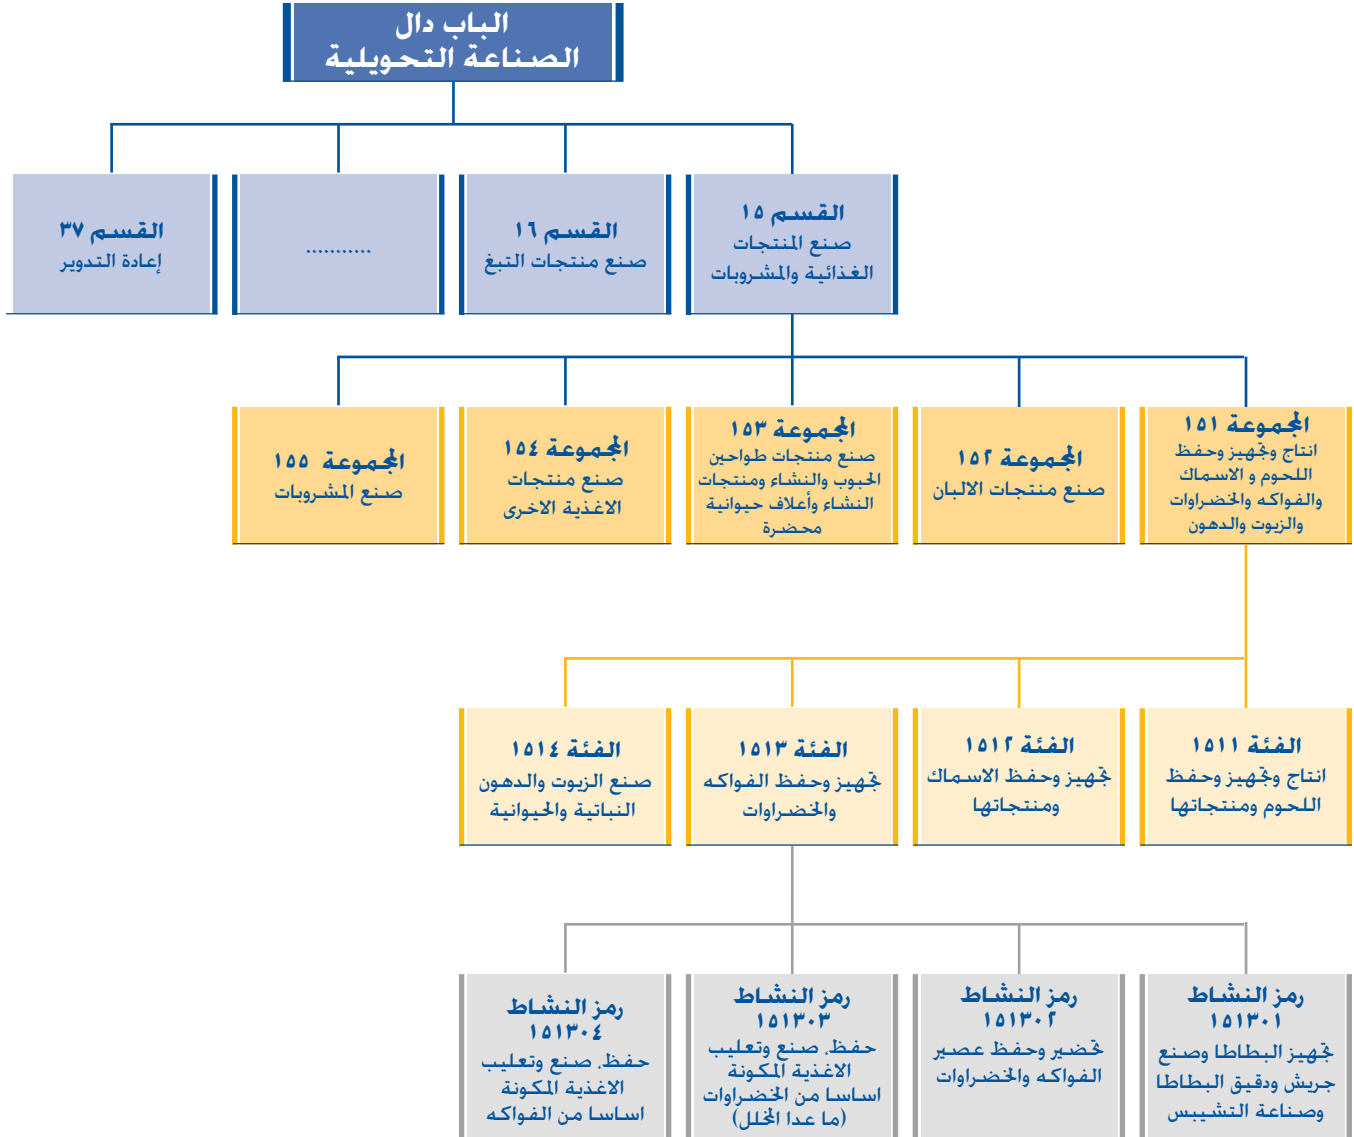 الباب دال
الصناعة التحويلية
القسم ١٥
صنع المنتجات
الغذائية والمشروبات
القسم ١٦
صنع منتجات التبغ
...........
القسم ٣٧
إعادة التدوير
المجموعة ١٥١
انتاج وتجهيز وحفظ
اللحوم و الاسماك
والفواكه والخضراوات
والزيوت والدهون
المجموعة ١٥٢
صنع منتجات الالبان
المجموعة ١٥٣
صنع منتجات طواحين
الحبوب والنشاء ومنتجات
النشاء وأعلاف حيوانية
محضرة
المجموعة ١٥٤
صنع منتجات
الاغذية الاخرى
المجموعة ١٥٥
صنع المشروبات
الفئة ١٥١١
انتاج وتجهيز وحفظ
اللحوم ومنتجاتها
الفئة ١٥١٢
تجهيز وحفظ الاسماك
ومنتجاتها
الفئة ١٥١٣
تجهيز وحفظ الفواكه
والخضراوات
الفئة ١٥١٤
صنع الزيوت والدهون
النباتية والحيوانية
رمز النشاط
١٥١٣٠١
تجهيز البطاطا وصنع
جريش ودقيق البطاطا
وصناعة التشيبس
رمز النشاط
١٥١٣٠٢
تحضير وحفظ عصير
الفواكه والخضراوات
رمز النشاط
١٥١٣٠٣
حفظ، صنع وتعليب
الاغذية المكونة
اساسا من الخضراوات
(ما عدا المخلل)
رمز النشاط
١٥١٣٠٤
حفظ، صنع وتعليب
الاغذية المكونة
اساسا من الفواكه